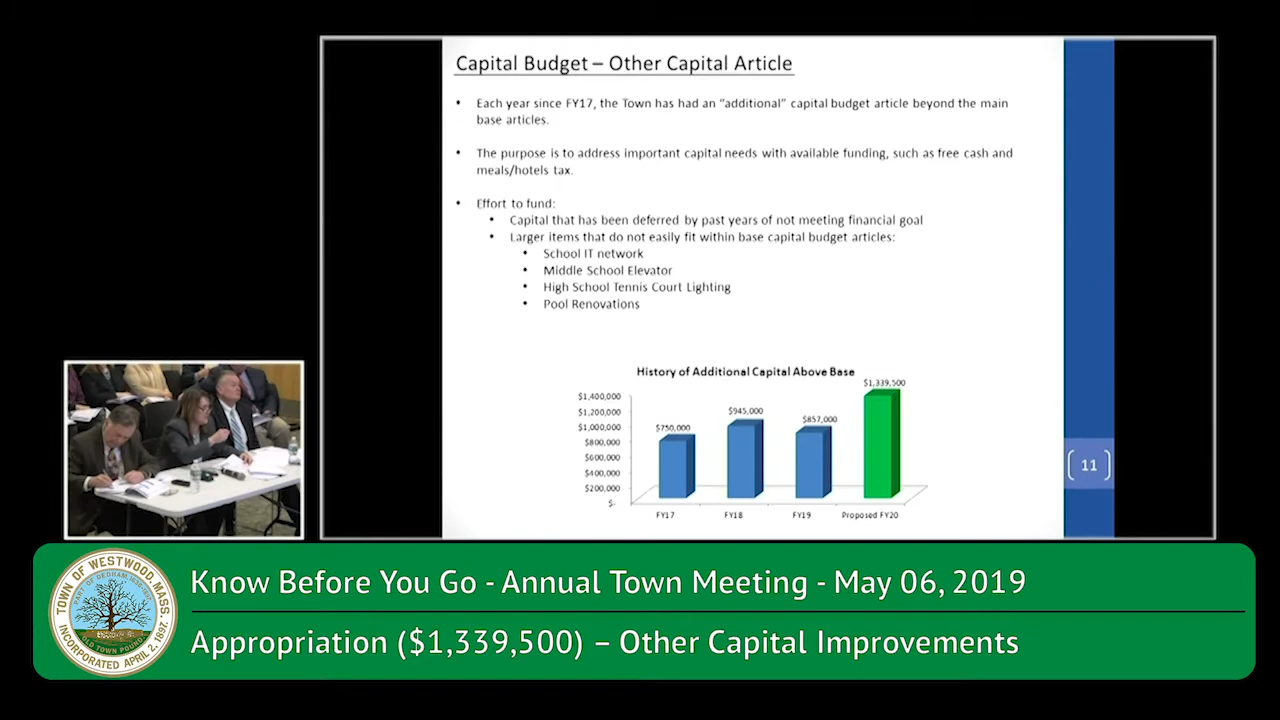 Capital Budget – Other Capital Article
• Each year since FY17, the Town has had an “additional” capital budget article beyond the main
base articles.
• The purpose is to address important capital needs with available funding, such as free cash and
meals/hotels tax.
• Effort to fund:
• Capital that has been deferred by past years of not meeting financial goal
• Larger items that do not easily fit within base capital budget articles:
• School IT network
• Middle School Elevator
• High School Tennis Court Lighting
• Pool Renovations
History of Additional Capital Above Base
$1,400,000
$1,200,000
$1,000,000
$800,000
$600,000
$400,000
$200,000
$-
$750,000
$945,000
$857,000
$1,339,500
FY17
FY18
FY19
Proposed FY20
11
TOWN OF WESTWOOD, MASS.
PART OF DEDHAM
OLD TOWN POUND
INCORPORATED APRIL 2, 1897.
Know Before You Go - Annual Town Meeting - May 06, 2019
Appropriation ($1,339,500) – Other Capital Improvements